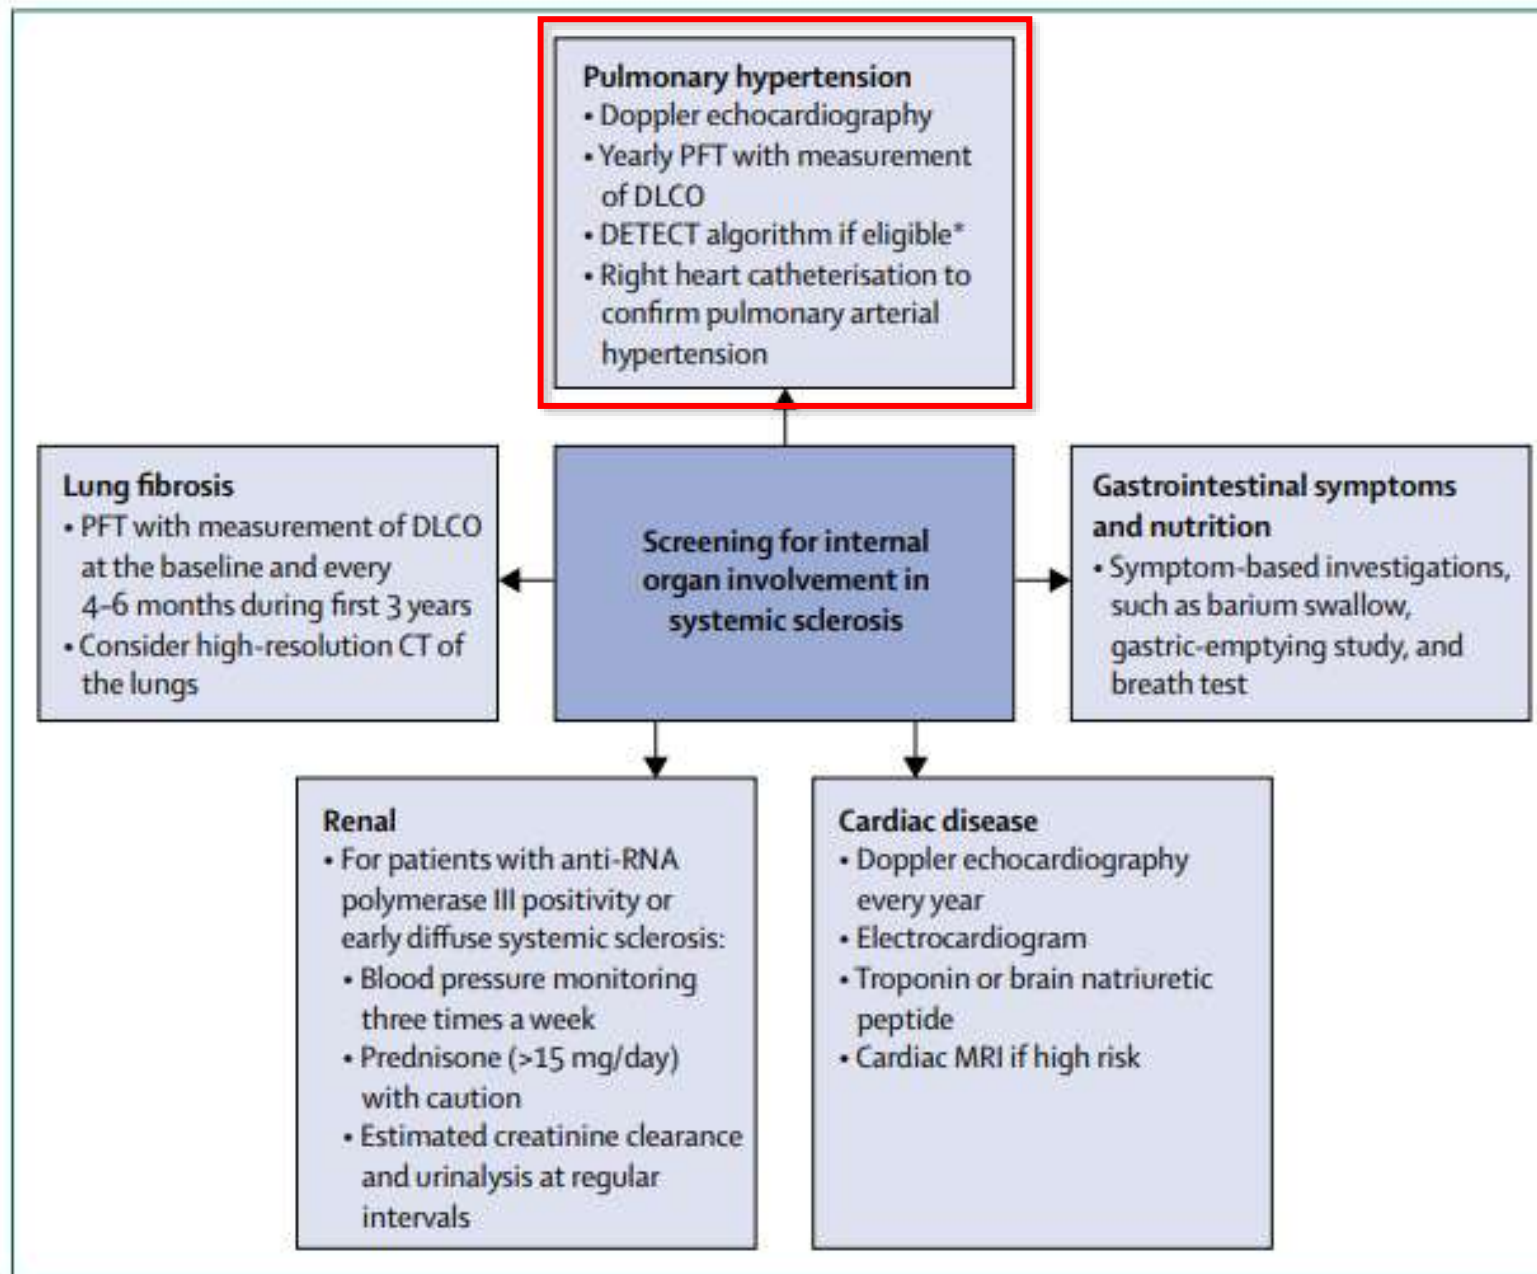 Pulmonary hypertension
• Doppler echocardiography
• Yearly PFT with measurement
of DLCO
• DETECT algorithm if eligible*
• Right heart catheterisation to
confirm pulmonary arterial
hypertension
Lung fibrosis
• PFT with measurement of DLCO
at the baseline and every
4–6 months during first 3 years
• Consider high-resolution CT of
the lungs
Screening for internal
organ involvement in
systemic sclerosis
Gastrointestinal symptoms
and nutrition
• Symptom-based investigations,
such as barium swallow,
gastric-emptying study, and
breath test
Renal
• For patients with anti-RNA
polymerase III positivity or
early diffuse systemic sclerosis:
• Blood pressure monitoring
three times a week
• Prednisone (>15 mg/day)
with caution
• Estimated creatinine clearance
and urinalysis at regular
intervals
Cardiac disease
• Doppler echocardiography
every year
• Electrocardiogram
• Troponin or brain natriuretic
peptide
• Cardiac MRI if high risk